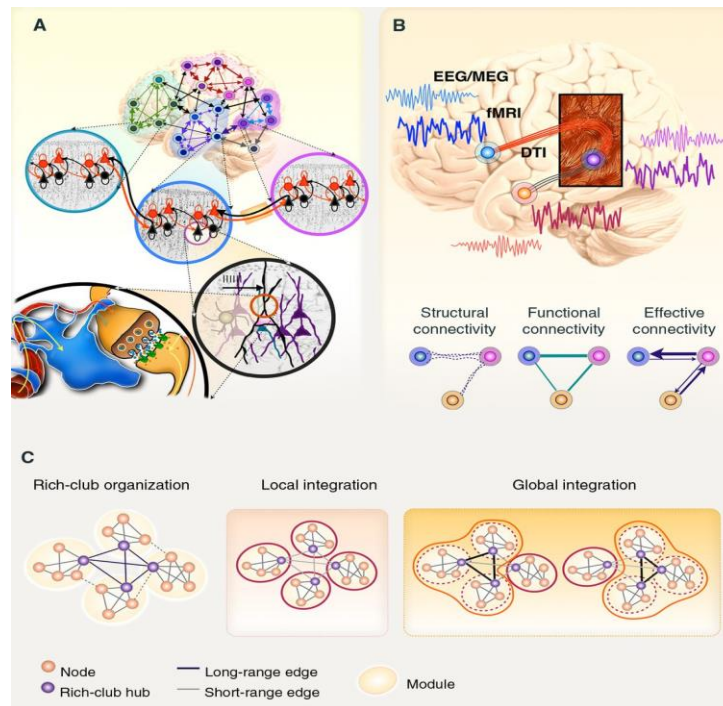 A
B
EEG/MEG
fMRI
DTI
Structural
connectivity
Functional
connectivity
Effective
connectivity
C
Rich-club organization
Local integration
Global integration
Node
Rich-club hub
Long-range edge
Short-range edge
Module